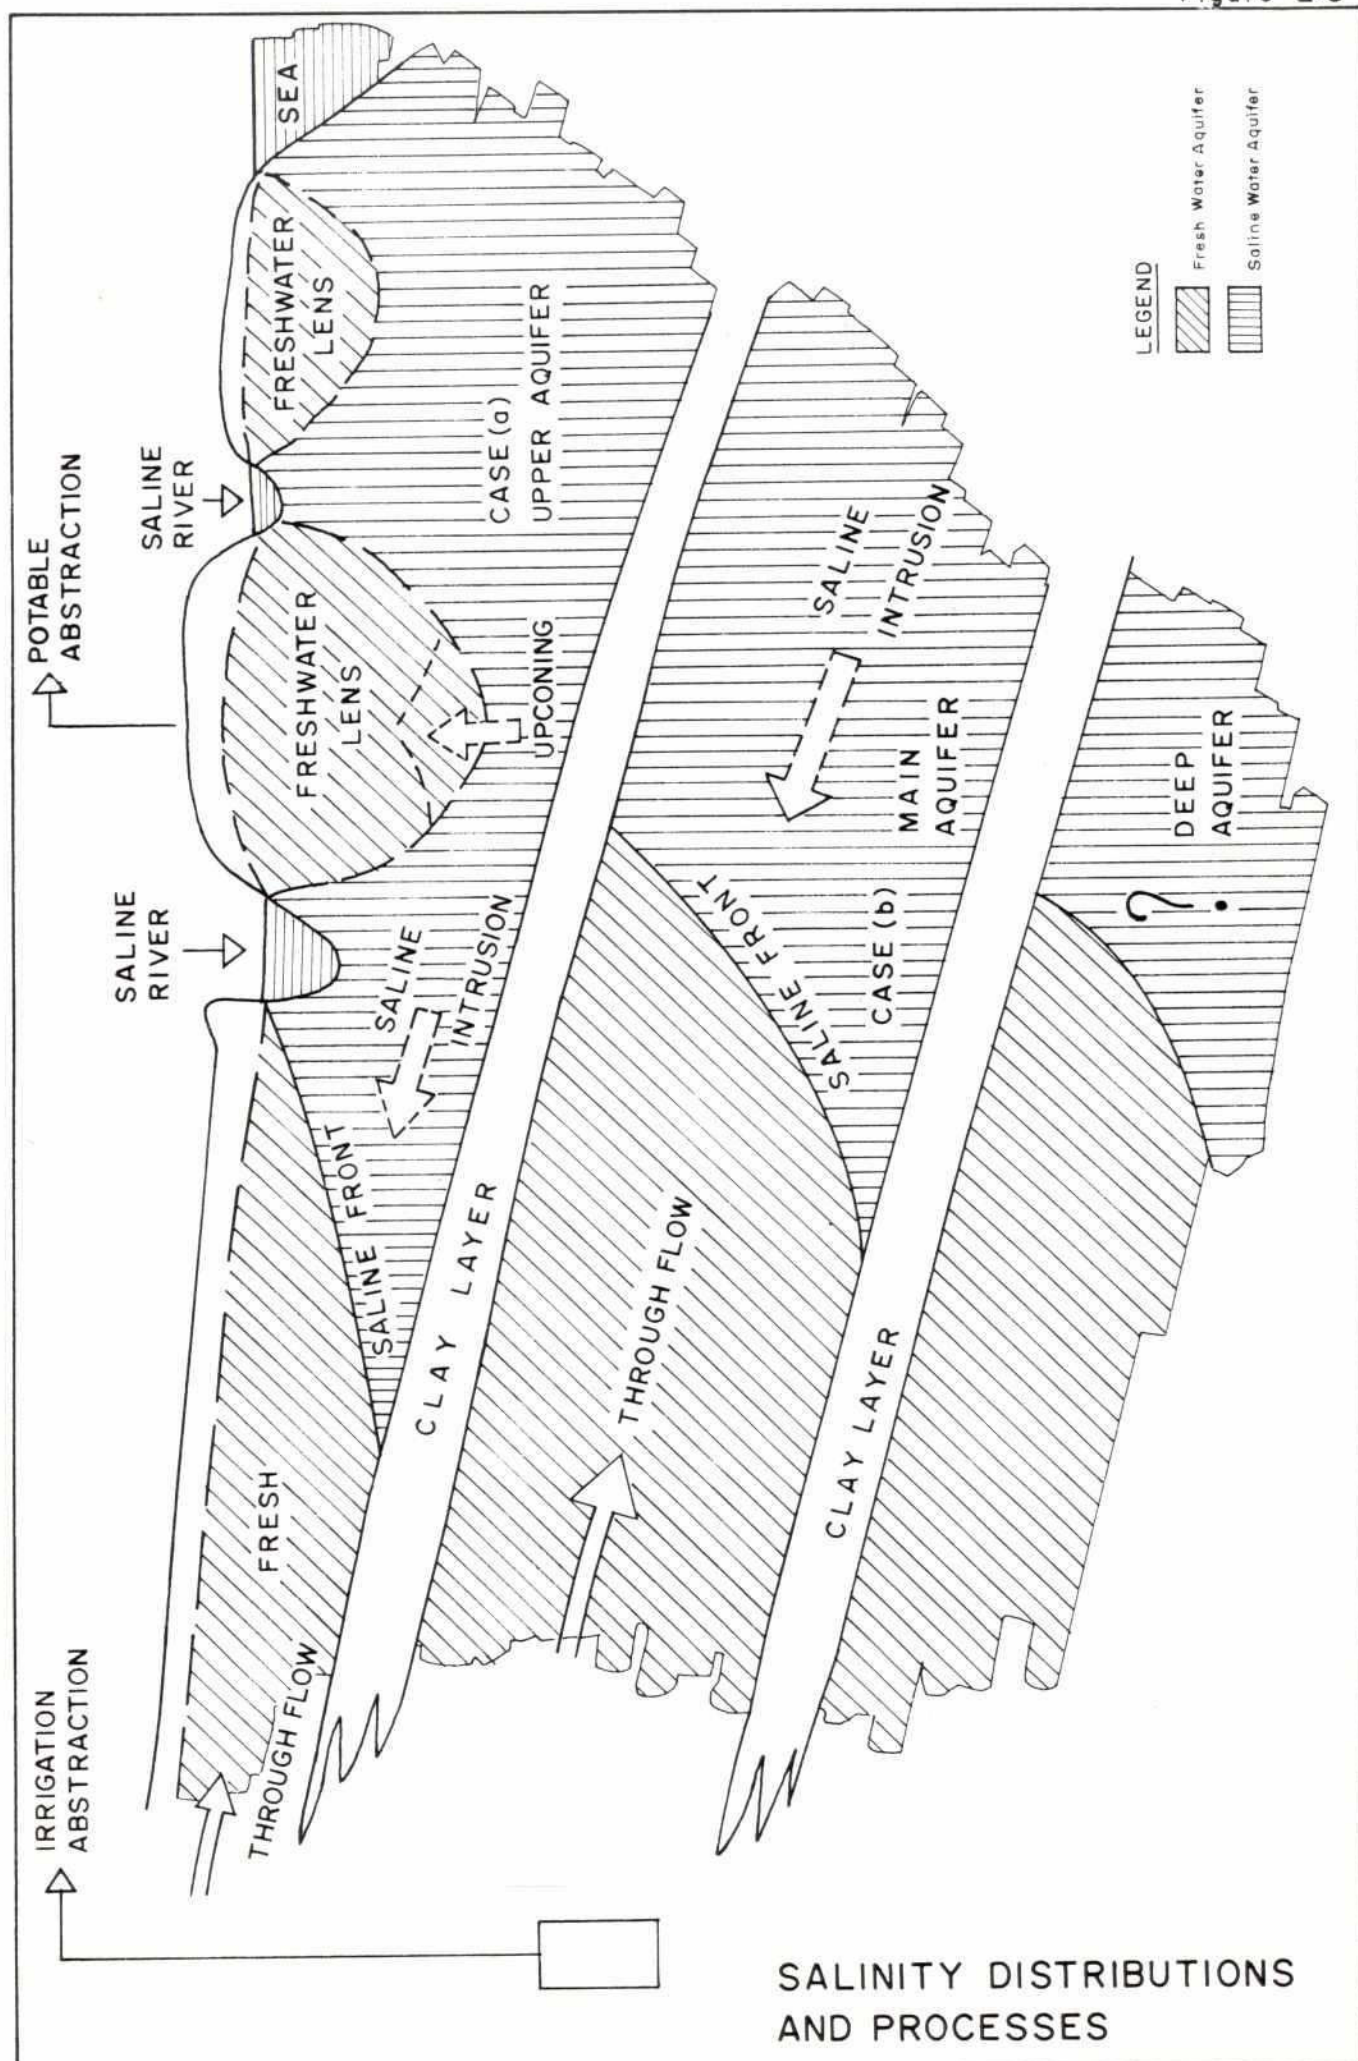 IRRIGATION
ABSTRACTION
POTABLE
ABSTRACTION
SALINE
RIVER
SALINE
RIVER
SEA
FRESHWATER
LENS
FRESHWATER
LENS
FRESH
THROUGH FLOW
SALINE FRONT
SALINE
INTRUSION
UPCONING
CASE (a)
UPPER AQUIFER
CLAY LAYER
THROUGH FLOW
SALINE FRONT
SALINE
INTRUSION
MAIN
AQUIFER
CASE (b)
CLAY LAYER
DEEP
AQUIFER
?
LEGEND
Fresh Water Aquifer
Saline Water Aquifer
SALINITY DISTRIBUTIONS
AND PROCESSES